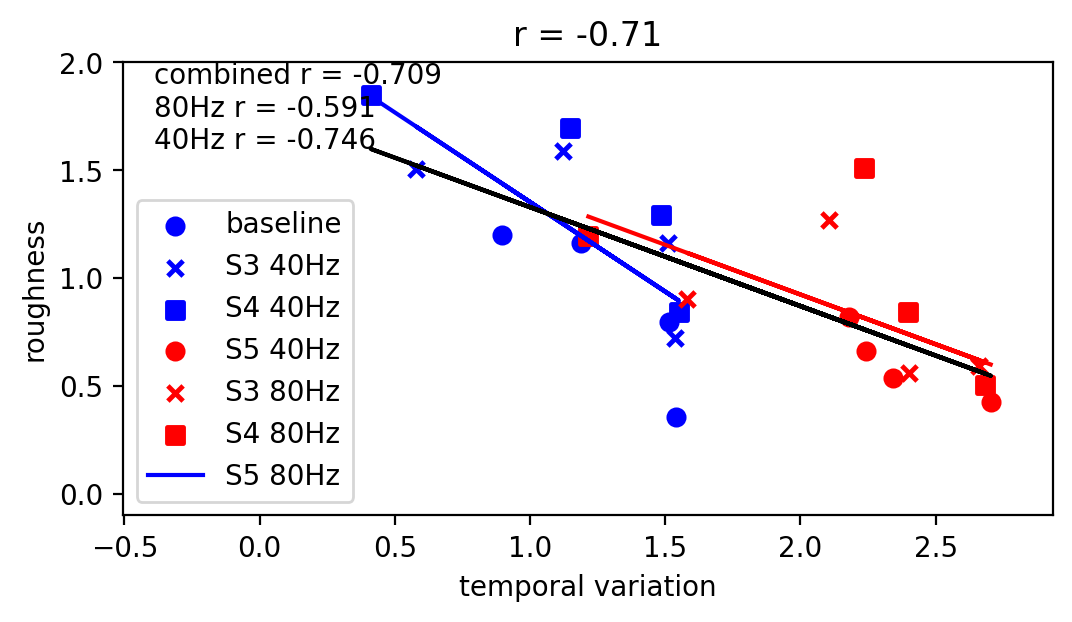 r = -0.71
combined r = -0.709
80Hz r = -0.591
40Hz r = -0.746
2.0
1.5
1.0
0.5
0.0
roughness
baseline
S3 40Hz
S4 40Hz
S5 40Hz
S3 80Hz
S4 80Hz
S5 80Hz
−0.5 0.0 0.5 1.0 1.5 2.0 2.5
temporal variation